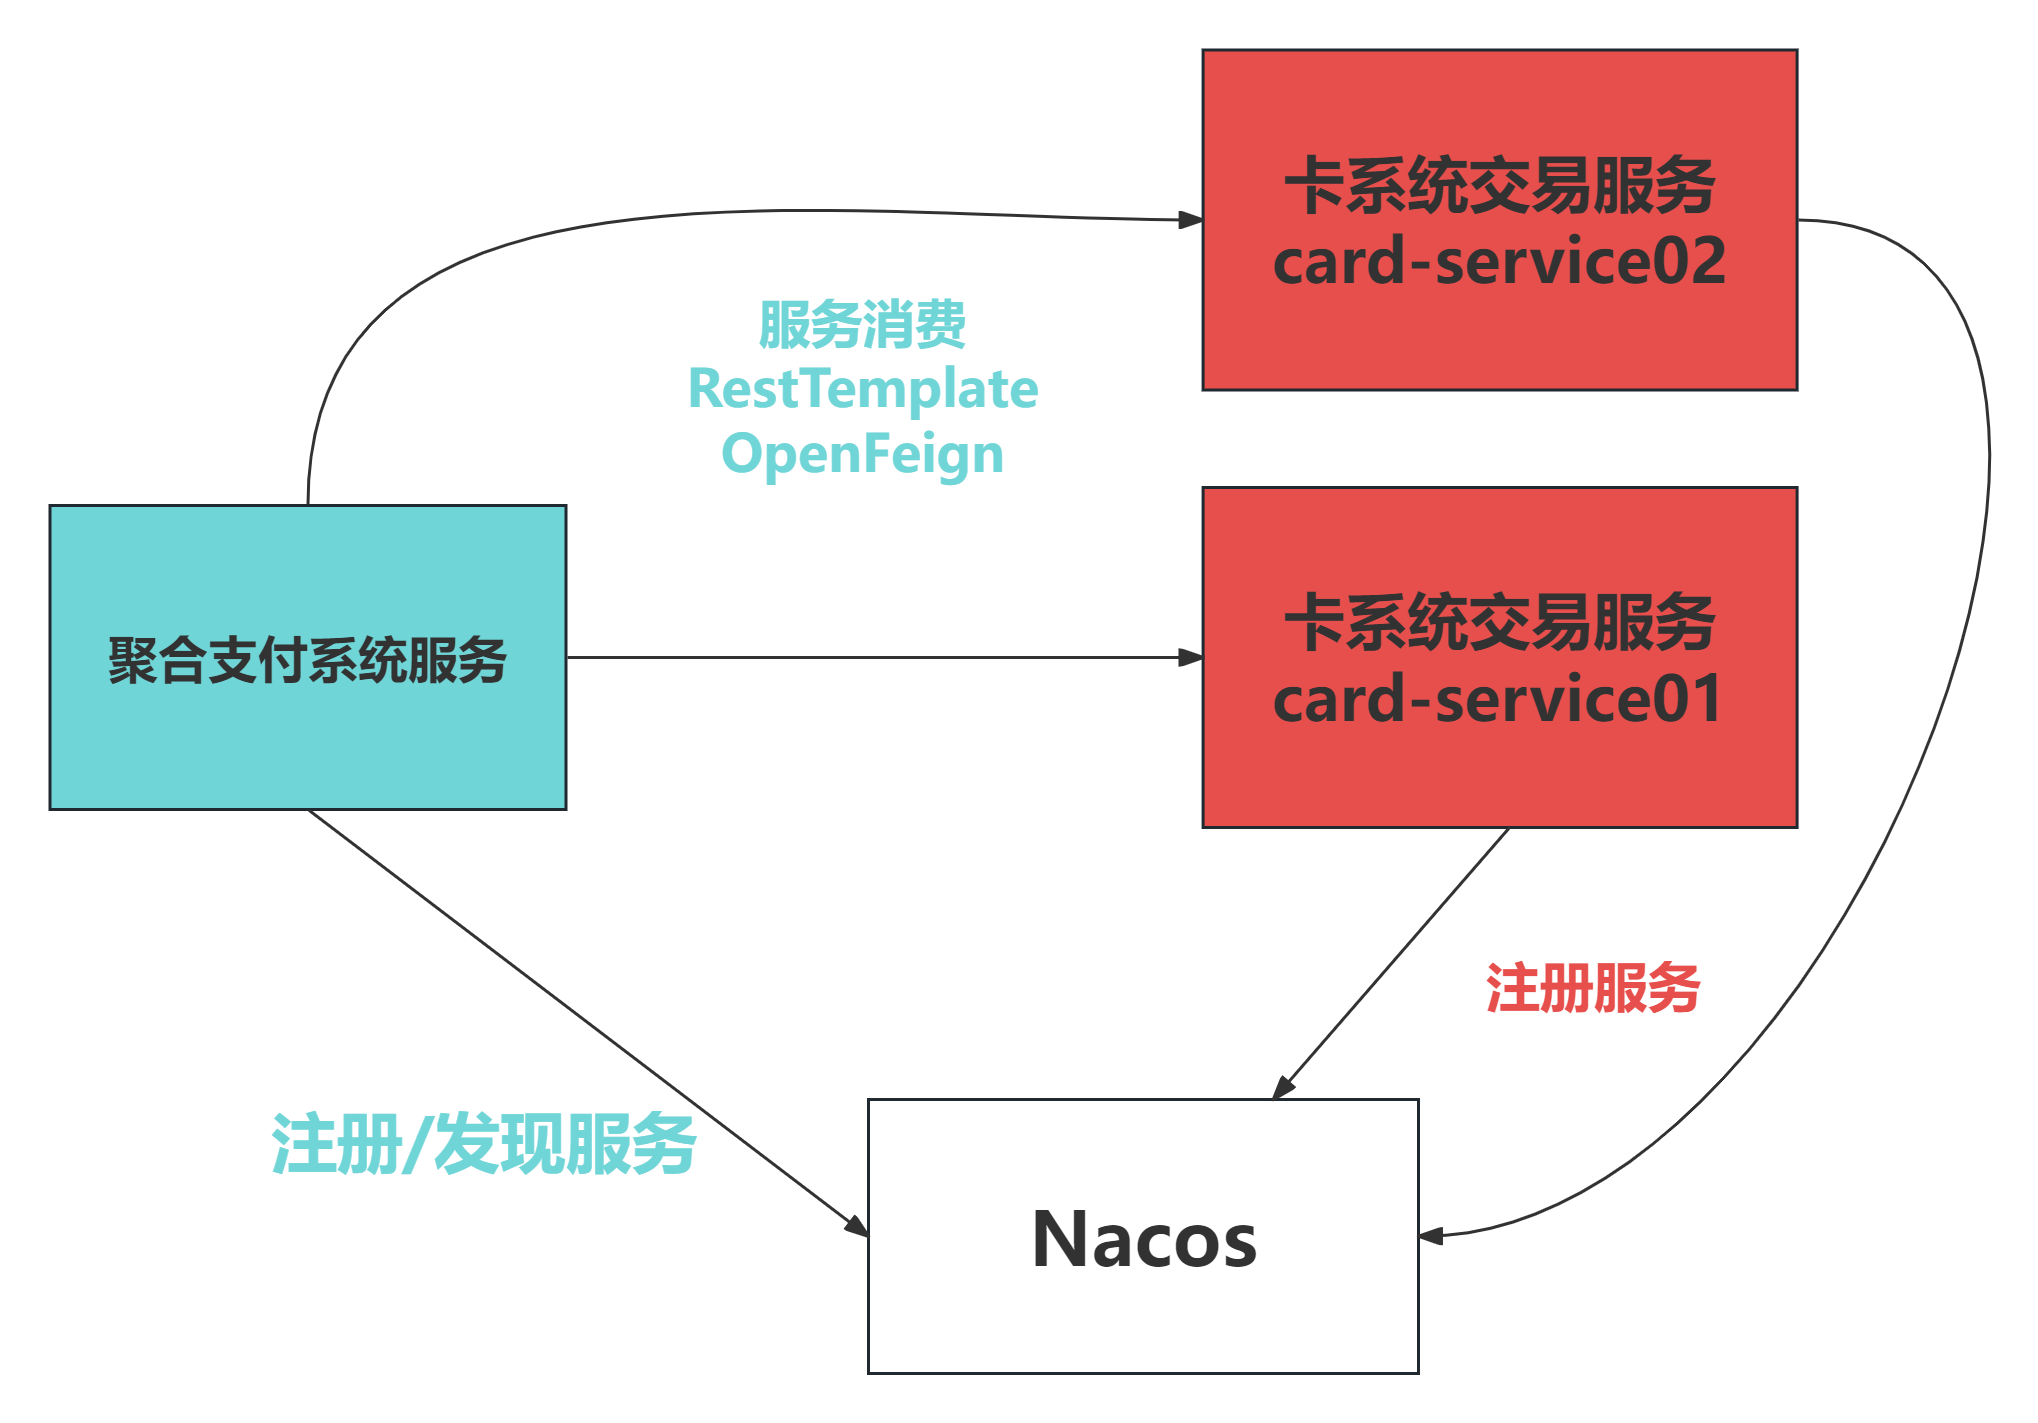 卡系统交易服务
card-service02
服务消费
RestTemplate
OpenFeign
聚合支付系统服务
卡系统交易服务
card-service01
注册服务
注册/发现服务
Nacos